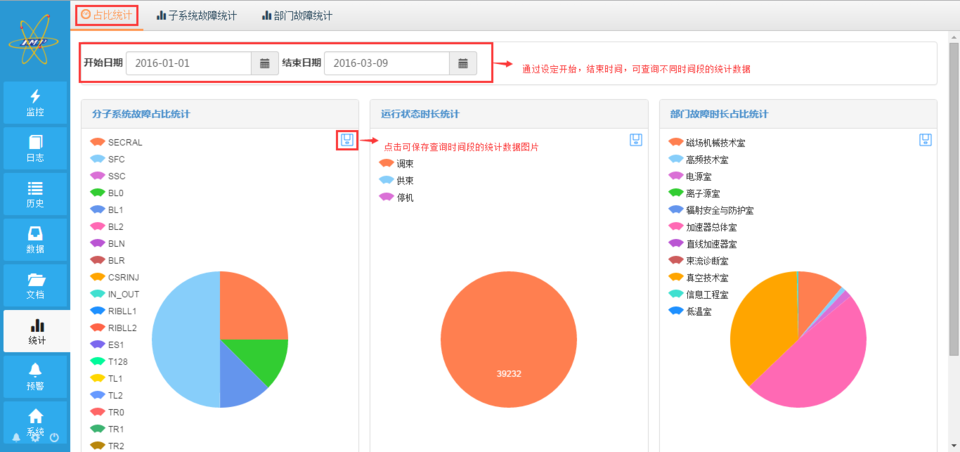 占比统计
子系统故障统计
部门故障统计
开始日期 2016-01-01 结束日期 2016-03-09
通过设定开始，结束时间，可查询不同时间段的统计数据
监控
日志
历史
数据
文档
统计
预警
系统
分子系统故障占比统计
SECRAL
SFC
SSC
BL0
BL1
BL2
BLN
BLR
CSRINJ
IN_OUT
RIBLL1
RIBLL2
ES1
T128
TL1
TL2
TR0
TR1
TR2
运行状态时长统计
点击可保存查询时间段的统计数据图片
调束
供束
停机
39232
部门故障时长占比统计
磁场机械技术室
高频技术室
电源室
离子源室
辐射安全与防护室
加速器总体室
直线加速器室
束流诊断室
真空技术室
信息工程室
低温室